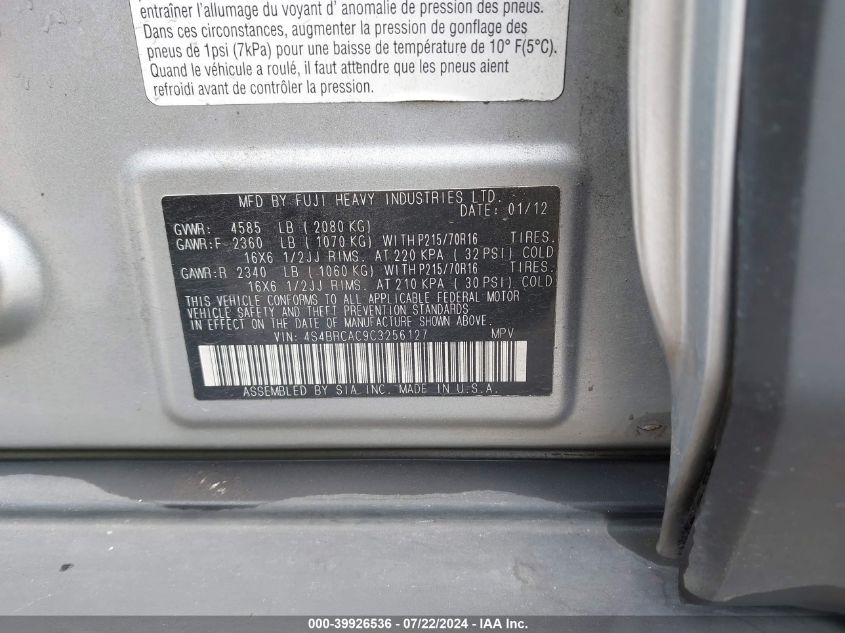 entraîner l'allumage du voyant d' anomalie de pression des pneus.
Dans ces circonstances, augmenter la pression de gonflage des
pneus de 1psi (7kPa) pour une baisse de température de 10° F(5°C).
Quand le véhicule a roulé, il faut attendre que les pneus aient
refroidi avant de contrôler la pression.
MFD BY FUJI HEAVY INDUSTRIES LTD.
DATE: 01/12
GVWR: 4585 LB ( 2080 KG)
GAWR:F 2360 LB ( 1070 KG) WITH P215/70R16 TIRES.
16X6 1/2JJ RIMS. AT 220 KPA ( 32 PSI) COLD
GAWR:R 2340 LB ( 1060 KG) WITH P215/70R16 TIRES.
16X6 1/2JJ RIMS. AT 210 KPA ( 30 PSI) COLD
THIS VEHICLE CONFORMS TO ALL APPLICABLE FEDERAL MOTOR
VEHICLE SAFETY AND THEFT PREVENTION STANDARDS
IN EFFECT ON THE DATE OF MANUFACTURE SHOWN ABOVE.
VIN: 4S4BRCAC9C3256127 MPV
ASSEMBLED BY SIA INC. MADE IN U.S.A.
000-39926536 - 07/22/2024 - IAA Inc.